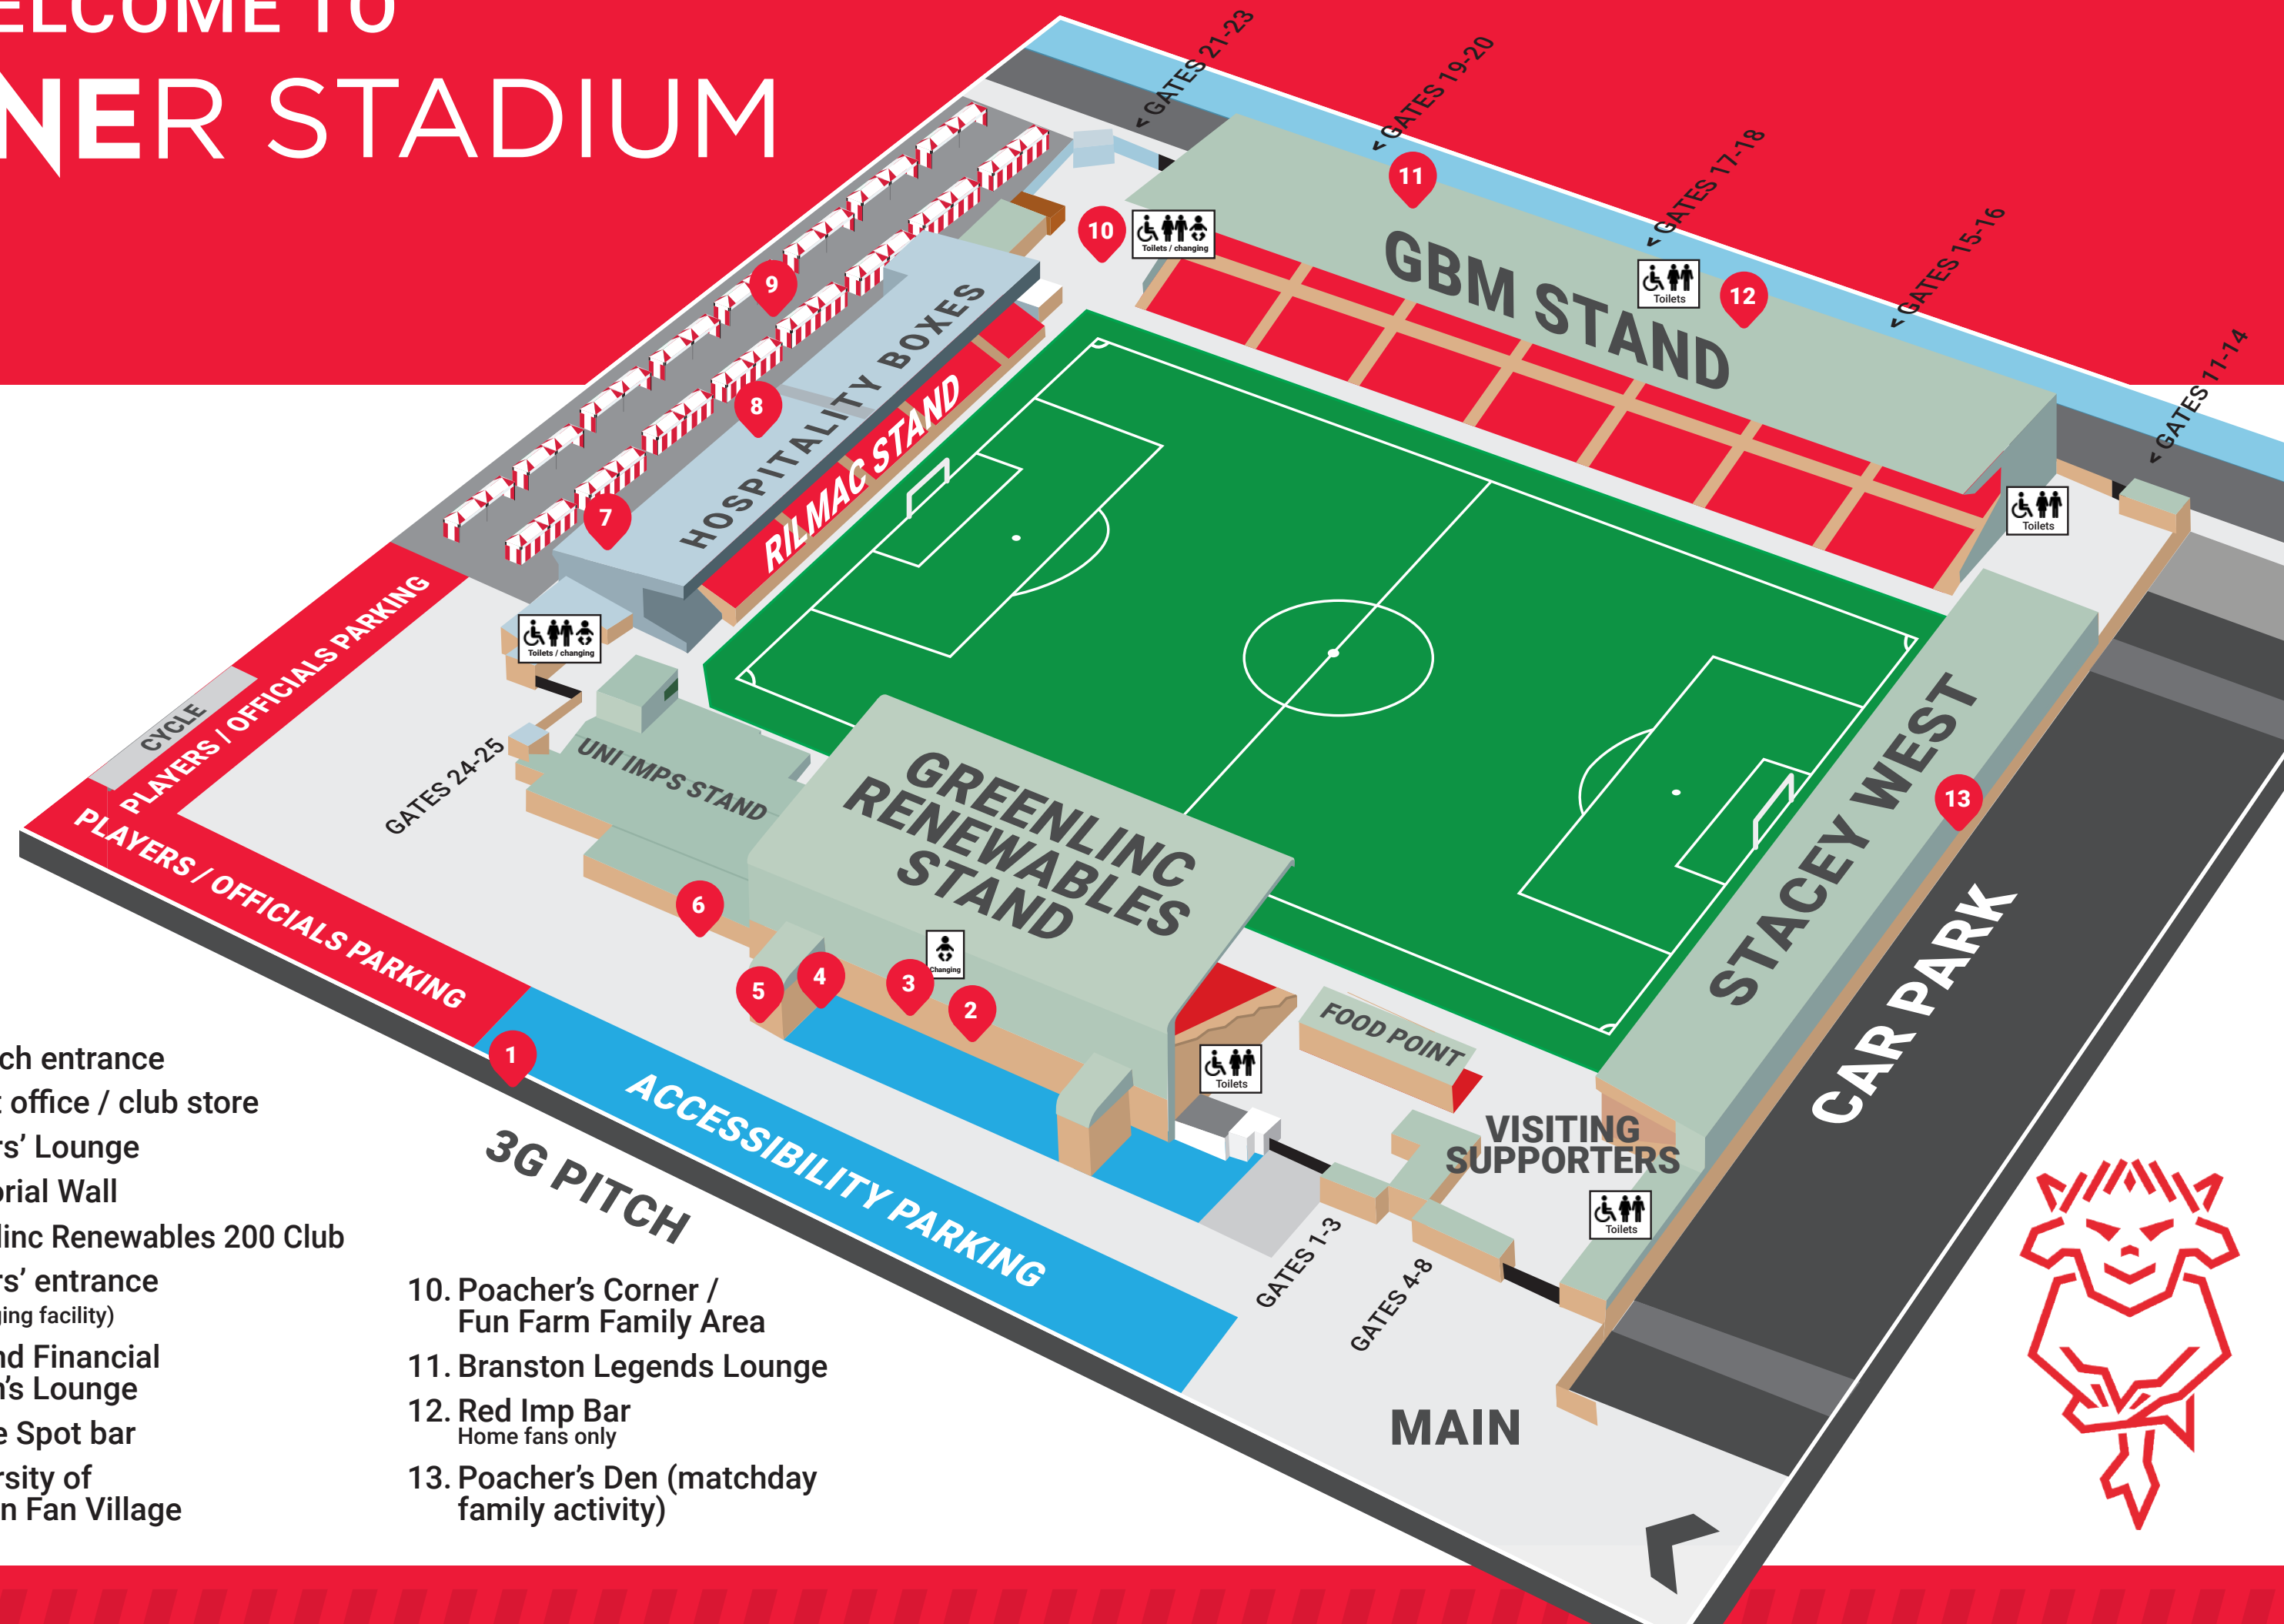 ELCOME TO
NER STADIUM
GATES 21-23
GATES 19-20
GATES 17-18
GATES 15-16
GATES 11-14
11
10
Toilets / changing
GBM STAND
Toilets
12
9
8
7
HOSPITALITY BOXES
RILMAC STAND
Toilets
Toilets / changing
PLAYERS / OFFICIALS PARKING
CYCLE
PLAYERS / OFFICIALS PARKING
GATES 24-25
UNI IMPS STAND
GREENLINC
RENEWABLES
STAND
STACEY WEST
13
CAR PARK
6
5
4
3
Changing
2
1
FOOD POINT
Toilets
VISITING
SUPPORTERS
Toilets
ACCESSIBILITY PARKING
3G PITCH
GATES 1-3
GATES 4-8
MAIN
ch entrance
t office / club store
rs’ Lounge
orial Wall
linc Renewables 200 Club
rs’ entrance
ging facility)
nd Financial
n’s Lounge
e Spot bar
rsity of
n Fan Village
10. Poacher’s Corner /
Fun Farm Family Area
11. Branston Legends Lounge
12. Red Imp Bar
Home fans only
13. Poacher’s Den (matchday
family activity)